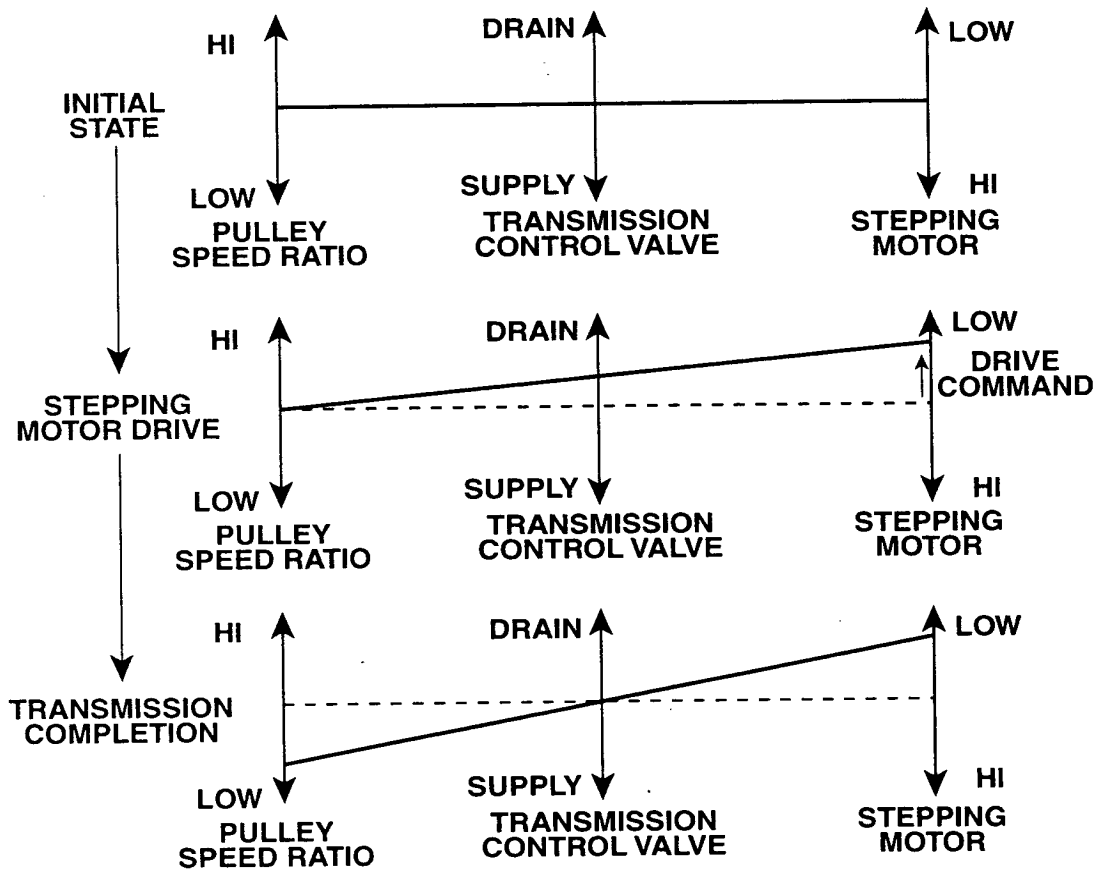 HI
DRAIN
LOW
INITIAL
STATE
LOW
SUPPLY
HI
PULLEY
SPEED RATIO
TRANSMISSION
CONTROL VALVE
STEPPING
MOTOR
HI
DRAIN
LOW
DRIVE
COMMAND
STEPPING
MOTOR DRIVE
LOW
SUPPLY
HI
PULLEY
SPEED RATIO
TRANSMISSION
CONTROL VALVE
STEPPING
MOTOR
HI
DRAIN
LOW
TRANSMISSION
COMPLETION
LOW
SUPPLY
HI
PULLEY
SPEED RATIO
TRANSMISSION
CONTROL VALVE
STEPPING
MOTOR